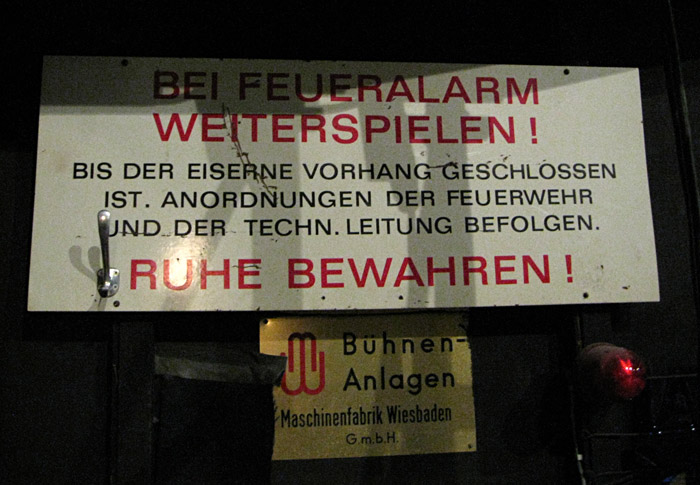 BEI FEUERALARM
WEITERSPIELEN !
BIS DER EISERNE VORHANG GESCHLOSSEN
IST. ANORDNUNGEN DER FEUERWEHR
UND DER TECHN. LEITUNG BEFOLGEN.
RUHE BEWAHREN !
Bühnen-
Anlagen
Maschinenfabrik Wiesbaden
G.m.b.H.